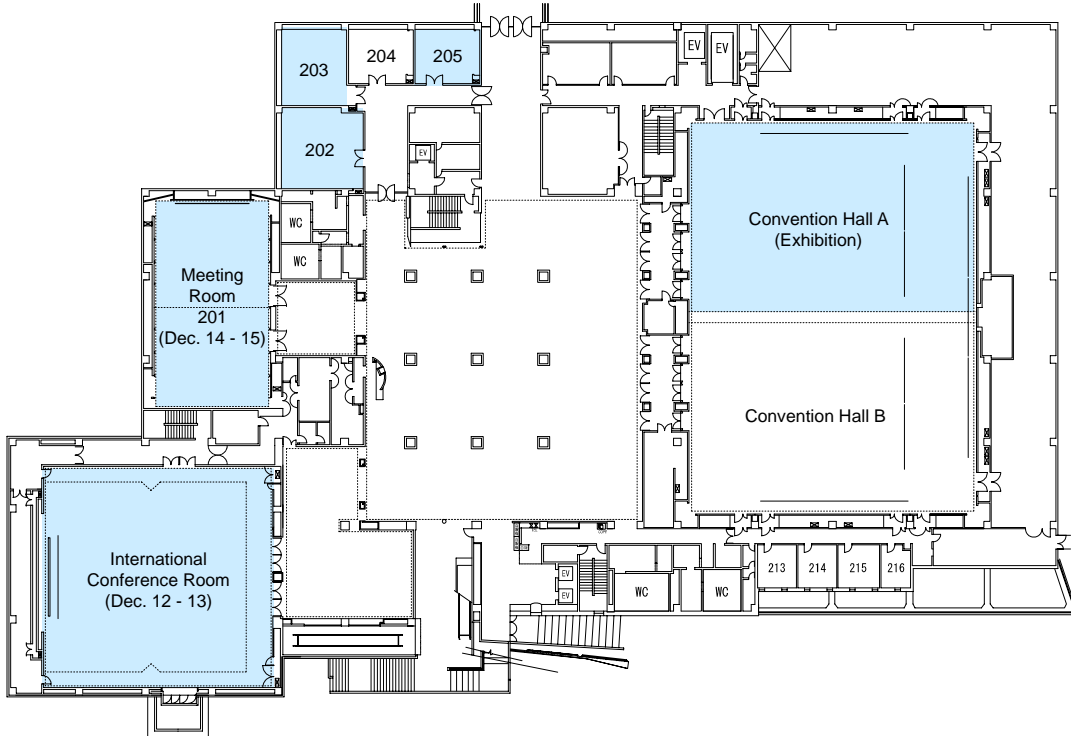 203
204
205
EV
EV
202
EV
WC
WC
Convention Hall A
(Exhibition)
Meeting
Room
201
(Dec. 14 - 15)
Convention Hall B
International
Conference Room
(Dec. 12 - 13)
EV
EV
WC
WC
213
214
215
216